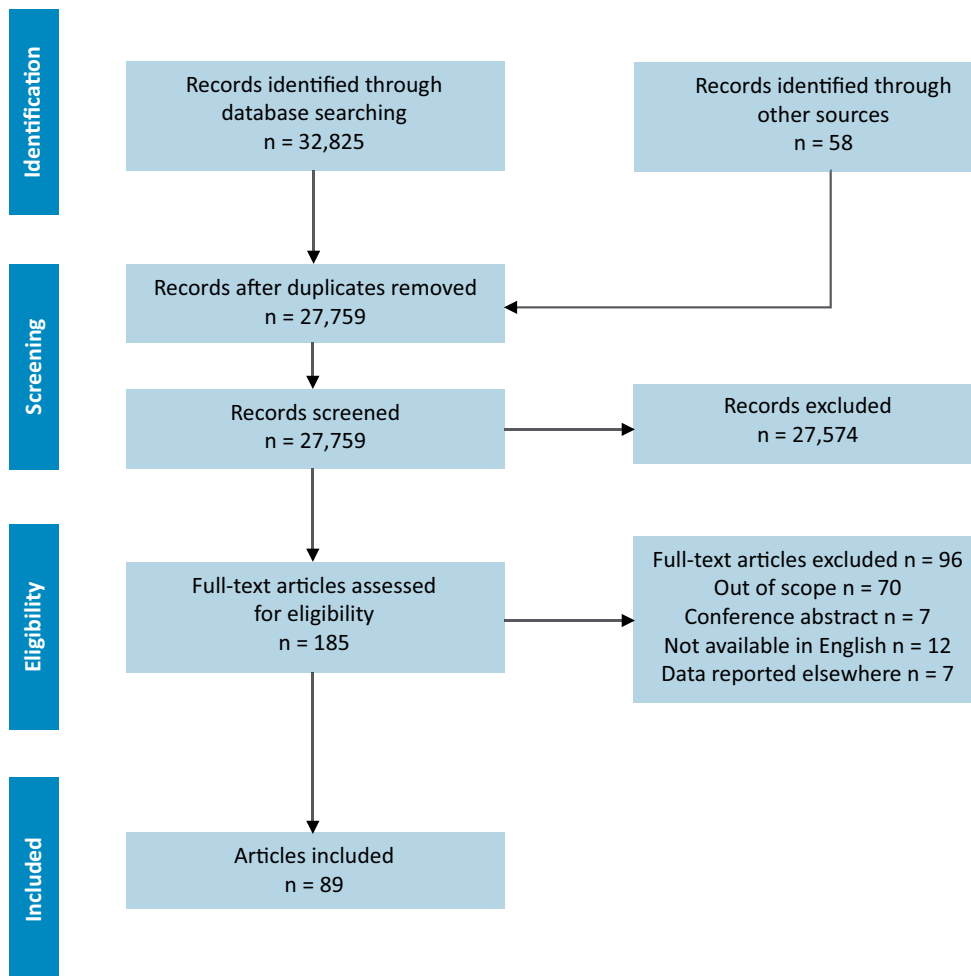 Identification
Records identified through
database searching
n = 32,825
Records identified through
other sources
n = 58
Screening
Records after duplicates removed
n = 27,759
Records screened
n = 27,759
Records excluded
n = 27,574
Eligibility
Full-text articles assessed
for eligibility
n = 185
Full-text articles excluded n = 96
Out of scope n = 70
Conference abstract n = 7
Not available in English n = 12
Data reported elsewhere n = 7
Included
Articles included
n = 89